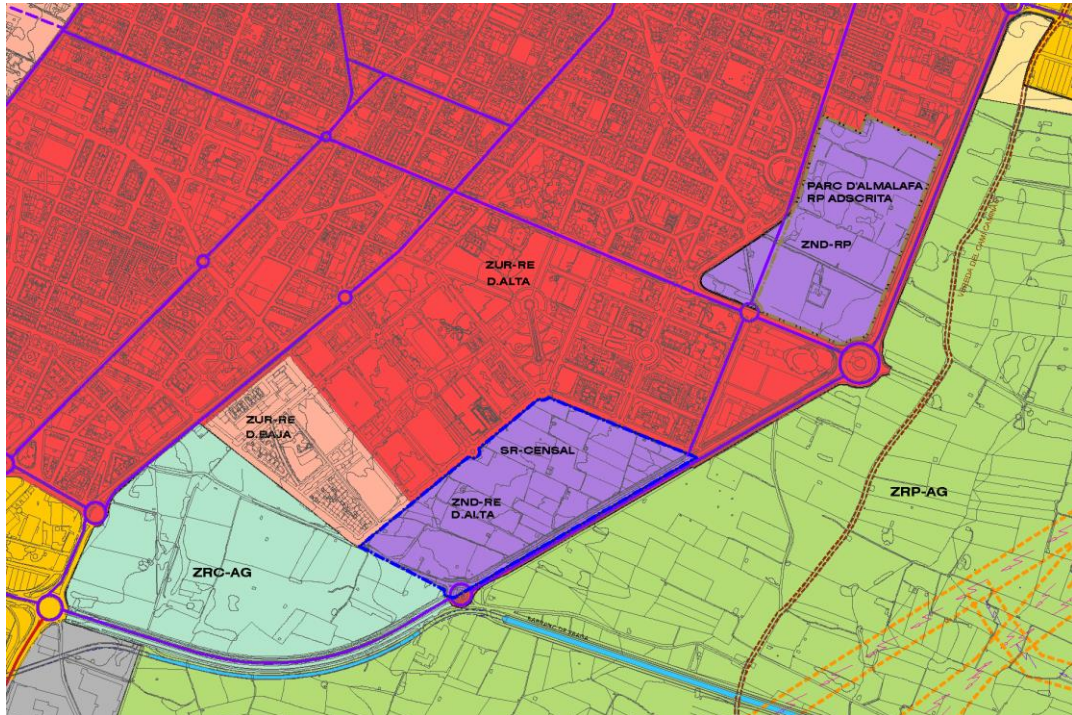 PARC D'ALMALAFA
RP ADSCRITA
ZND-RP
ZUR-RE
D.ALTA
ZUR-RE
D.BAJA
SR-CENSAL
ZND-RE
D.ALTA
ZRP-AG
ZRC-AG